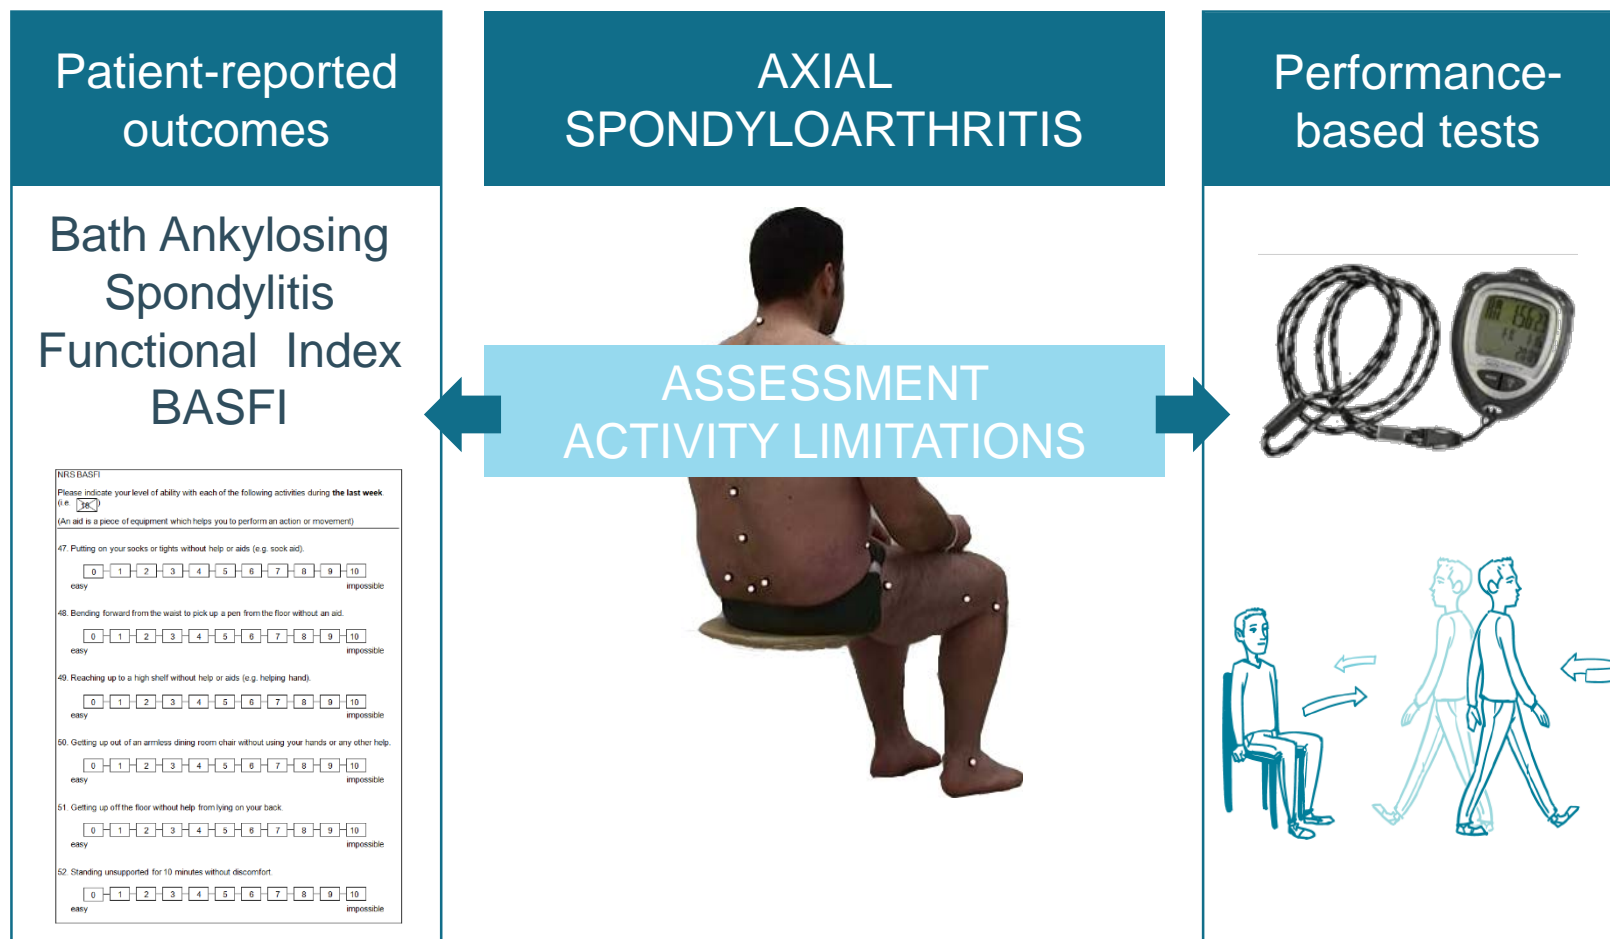 Patient-reported
outcomes
Bath Ankylosing
Spondylitis
Functional Index
BASFI
NRS BASFI
Please indicate your level of ability with each of the following activities during the last week.
(i.e.
(An aid is a piece of equipment which helps you to perform an action or movement)
47. Putting on your socks or tights without help or aids (e.g. sock aid).
0 1 2 3 4 5 6 7 8 9 10
easy impossible
48. Bending forward from the waist to pick up a pen from the floor without an aid.
0 1 2 3 4 5 6 7 8 9 10
easy impossible
49. Reaching up to a high shelf without help or aids (e.g. helping hand).
0 1 2 3 4 5 6 7 8 9 10
easy impossible
50. Getting up out of an armless dining room chair without using your hands or any other help.
0 1 2 3 4 5 6 7 8 9 10
easy impossible
51. Getting up off the floor without help from lying on your back.
0 1 2 3 4 5 6 7 8 9 10
easy impossible
52. Standing unsupported for 10 minutes without discomfort.
0 1 2 3 4 5 6 7 8 9 10
easy impossible
AXIAL
SPONDYLOARTHRITIS
ASSESSMENT
ACTIVITY LIMITATIONS
Performance-
based tests